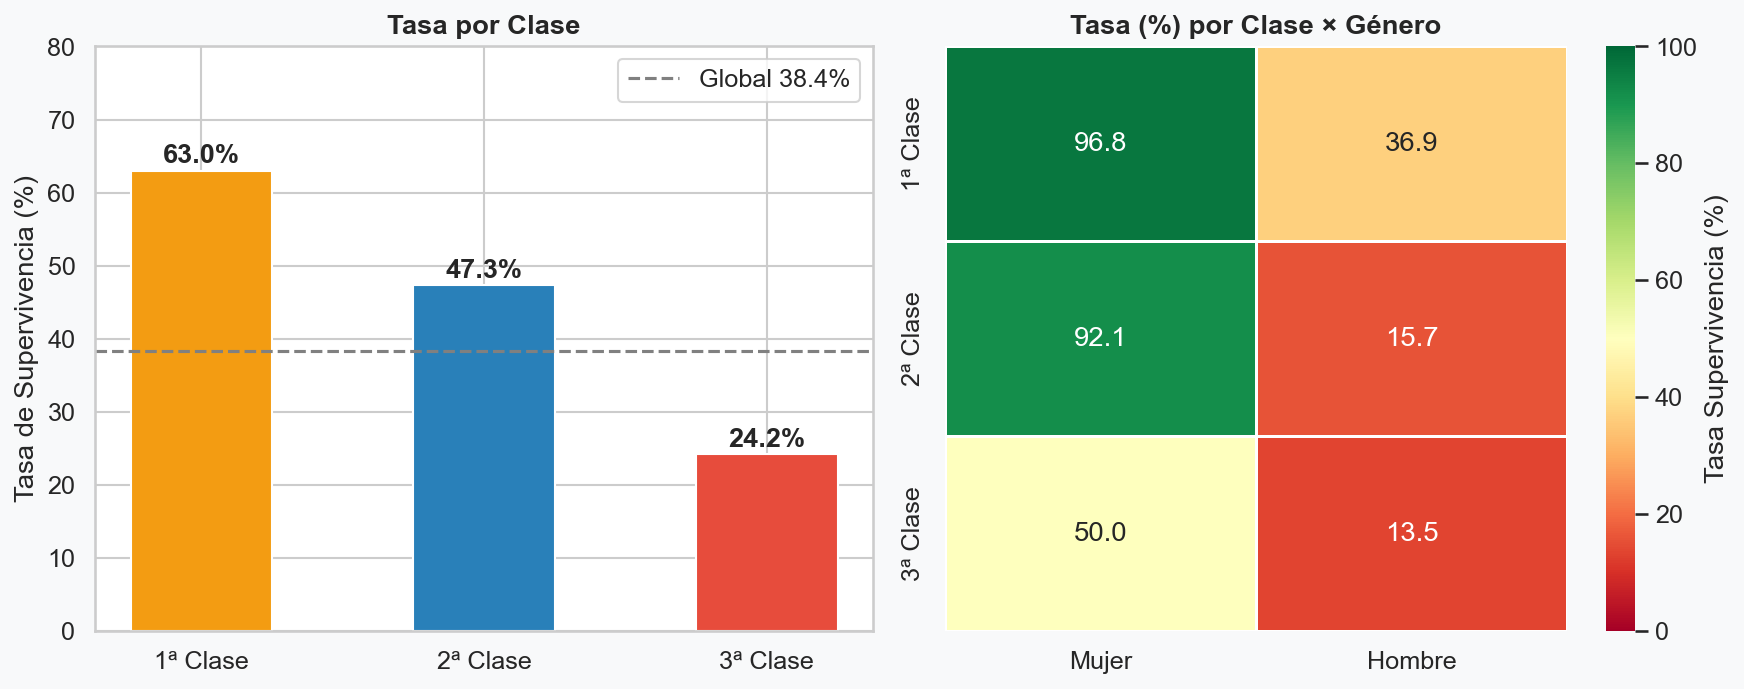 Tasa por Clase
Tasa de Supervivencia (%)
80
70
60
50
40
30
20
10
0
Global 38.4%
63.0%
47.3%
24.2%
1ª Clase
2ª Clase
3ª Clase
Tasa (%) por Clase × Género
1ª Clase
96.8
36.9
2ª Clase
92.1
15.7
3ª Clase
50.0
13.5
Mujer
Hombre
100
80
60
40
20
0
Tasa Supervivencia (%)